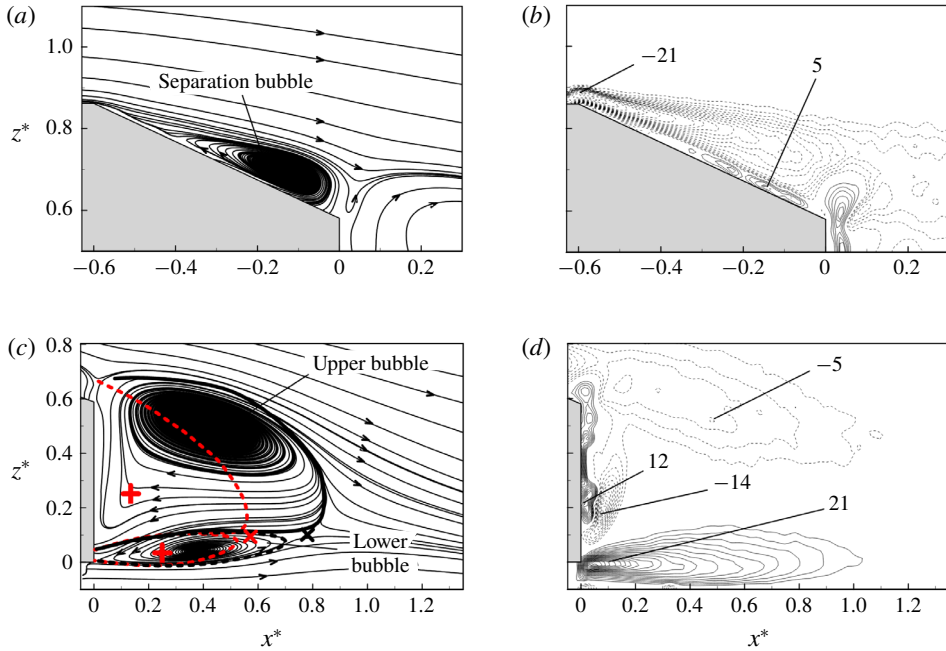 (a)
1.0
z*
0.8
0.6
Separation bubble
−0.6 −0.4 −0.2 0 0.2
(b)
−21
5
−0.6 −0.4 −0.2 0 0.2
(c)
0.8
0.6
z* 0.4
0.2
0
Upper bubble
Lower
bubble
0 0.2 0.4 0.6 0.8 1.0 1.2
x*
(d)
−5
12
−14
21
0 0.2 0.4 0.6 0.8 1.0 1.2
x*